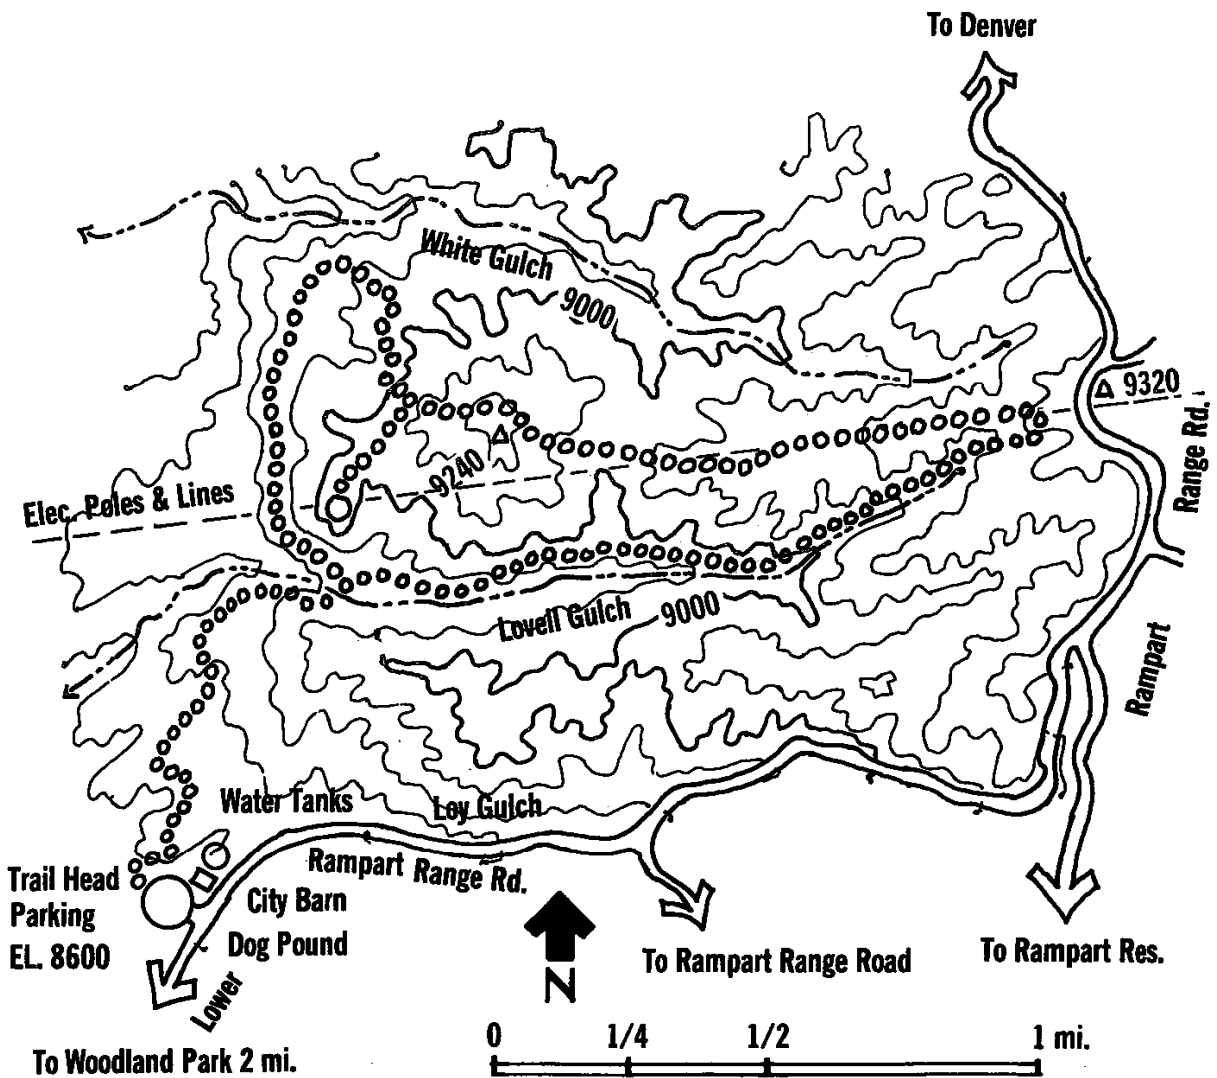 To Denver
White Gulch
9000
9320
Range Rd.
9240
Elec. Poles & Lines
Lovell Gulch
9000
Rampart
Water Tanks
Loy Gulch
Rampart Range Rd.
Trail Head
Parking
EL. 8600
City Barn
Dog Pound
Lower
N
To Rampart Range Road
To Rampart Res.
To Woodland Park 2 mi.
0 1/4 1/2 1 mi.